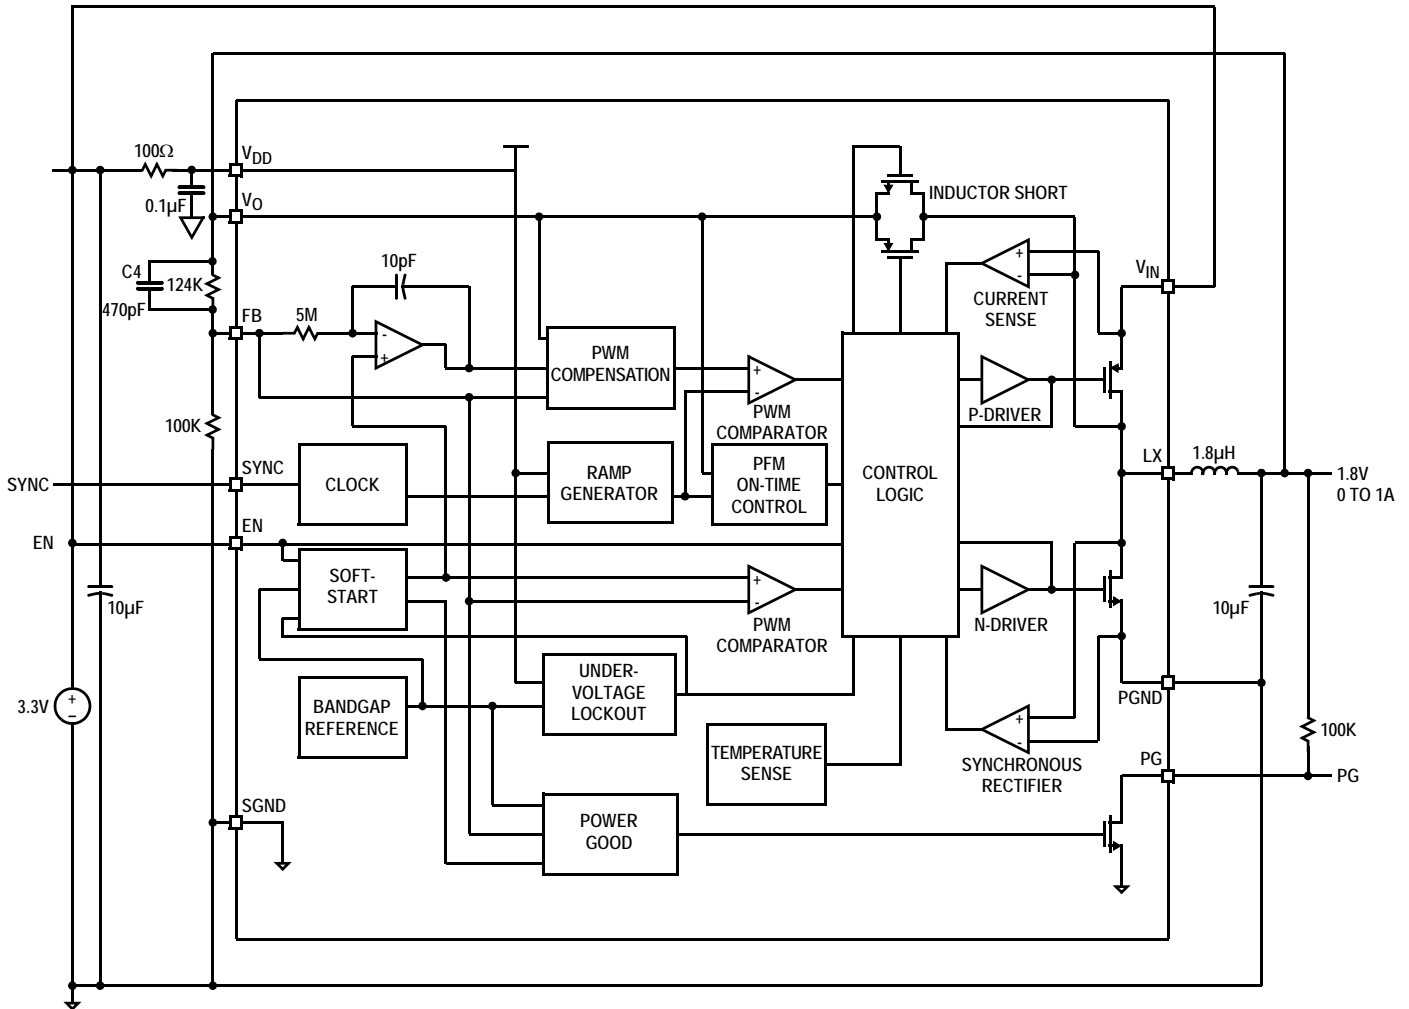 100Ω
VDD
0.1µF
VO
INDUCTOR SHORT
C4
124K
470pF
10pF
+
-
CURRENT
SENSE
VIN
FB
5M
-
+
PWM
COMPENSATION
+
-
PWM
COMPARATOR
P-DRIVER
100K
SYNC
SYNC
CLOCK
RAMP
GENERATOR
PFM
ON-TIME
CONTROL
CONTROL
LOGIC
LX
1.8µH
1.8V
0 TO 1A
EN
EN
SOFT-
START
+
-
PWM
COMPARATOR
N-DRIVER
10µF
10µF
3.3V
+
–
BANDGAP
REFERENCE
UNDER-
VOLTAGE
LOCKOUT
TEMPERATURE
SENSE
+
-
SYNCHRONOUS
RECTIFIER
PGND
100K
PG
PG
SGND
POWER
GOOD